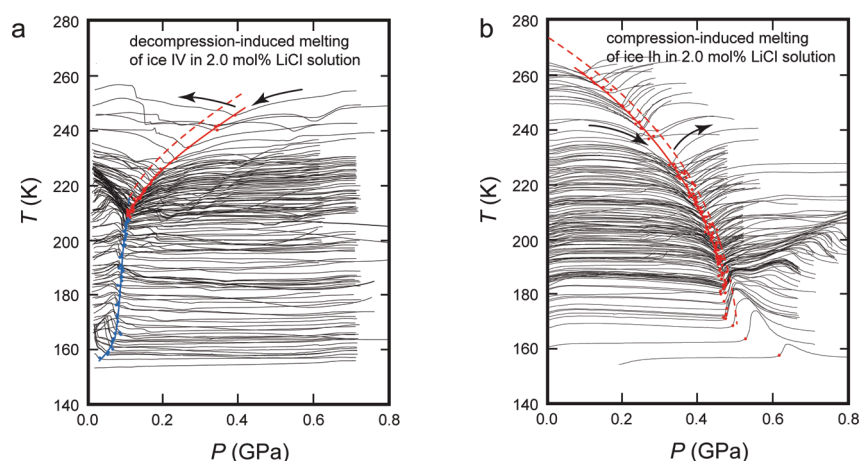 a
decompression-induced melting
of ice IV in 2.0 mol% LiCl solution
280
260
240
220
200
180
160
140
T (K)
0.0
0.2
0.4
0.6
0.8
P (GPa)
b
compression-induced melting
of ice Ih in 2.0 mol% LiCl solution
280
260
240
220
200
180
160
140
T (K)
0.0
0.2
0.4
0.6
0.8
P (GPa)